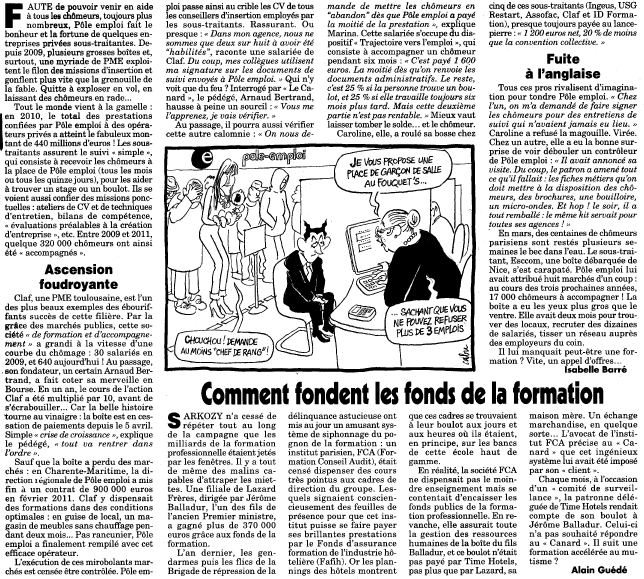 FAUTE de pouvoir venir en aide
à tous les chômeurs, toujours plus
nombreux, Pôle emploi fait le
bonheur et la fortune de quelques en-
treprises privées sous-traitantes. De-
puis 2009, plusieurs grosses boîtes et,
surtout, une myriade de PME exploi-
tent le filon des missions d'insertion et
gonflent plus vite que la grenouille de
la fable. Quitte à exploser en vol, en
laissant des chômeurs en rade...
Tout le monde vient à la gamelle :
en 2010, le total des prestations
confiées par Pôle emploi à des opéra-
teurs privés a atteint le fabuleux mon-
tant de 440 millions d'euros ! Les sous-
traitants assurent le suivi « simple »,
qui consiste à recevoir les chômeurs à
la place de Pôle emploi (tous les mois
ou tous les quinze jours), pour les aider
à trouver un stage ou un boulot. Ils se
voient aussi confier des missions ponc-
tuelles : ateliers de CV et de techniques
d'entretien, bilans de compétence,
« évaluations préalables à la création
d'entreprise », etc. Entre 2009 et 2011,
quelque 320 000 chômeurs ont ainsi
été « accompagnés ».
Ascension
foudroyante
Claf, une PME toulousaine, est l'un
des plus beaux exemples des ébourif-
fants succès de cette filière. Par la
grâce des marchés publics, cette so-
ciété « de formation et d'accompagne-
ment » a grandi à la vitesse d'une
courbe du chômage : 30 salariés en
2009, et 640 aujourd'hui ! Au passage,
son fondateur, un certain Arnaud Ber-
trand, a fait coter sa merveille en
Bourse. En un an, le cours de l'action
Claf a été multiplié par 10, avant de
s'écrabouiller... Car la belle histoire
tourne au vinaigre : la boîte est en ces-
sation de paiements depuis le 5 avril.
Simple « crise de croissance », explique
le pédégé, « tout va rentrer dans
l'ordre ».
Sauf que la boîte a perdu des mar-
chés : en Charente-Maritime, la di-
rection régionale de Pôle emploi a mis
fin à un contrat de 900 000 euros
en février 2011. Claf y dispensait
des formations dans des conditions
optimales : en guise de local, un ma-
gasin de meubles sans chauffage pen-
dant deux mois... Pas rancunier, Pôle
emploi a finalement rempilé avec cet
efficace opérateur.
L'exécution de ces mirobolants mar-
chés est censée être contrôlée. Pôle em-
ploi passe ainsi au crible les CV de tous
les conseillers d'insertion employés par
les sous-traitants. Rassurant. Ou
presque : « Dans mon agence, nous ne
sommes que deux sur huit à avoir été
"habilités", raconte une salariée de
Claf. Du coup, mes collègues utilisent
ma signature sur les documents de
suivi envoyés à Pôle emploi. » Qui n'y
voit que du feu ? Interrogé par « Le Ca-
nard », le pédégé, Arnaud Bertrand,
hausse à peine un sourcil : « Vous me
l'apprenez, je vais vérifier. »
Au passage, il pourra aussi vérifier
cette autre calomnie : « On nous de-
mande de mettre les chômeurs en
"abandon" dès que Pôle emploi a payé
la moitié de la prestation », explique
Marina. Cette salariée s'occupe du dis-
positif « Trajectoire vers l'emploi », qui
consiste à accompagner un chômeur
pendant six mois : « C'est payé 1 600
euros. La moitié dès qu'on renvoie les
documents administratifs. Le reste,
c'est 25 % si la personne trouve un bou-
lot, et 25 % si elle travaille toujours six
mois plus tard. Mais cette deuxième
partie n'est pas rentable. » Mieux vaut
laisser tomber le solde... et le chômeur.
Caroline, elle, a roulé sa bosse chez
cinq de ces sous-traitants (Ingeus, USG
Restart, Assofac, Claf et ID Forma-
tion), presque toujours payée au lance-
pierre : « 1 200 euros net, 20 % de moins
que la convention collective. »
Fuite
à l'anglaise
Tous ces pros rivalisent d'imagina-
tion pour tondre Pôle emploi. « Chez
l'un, on m'a demandé de faire signer
les chômeurs pour des entretiens de
suivi qui n'avaient jamais eu lieu. »
Caroline a refusé la magouille. Virée.
Chez un autre, elle a eu la bonne sur-
prise de voir débouler un contrôleur
de Pôle emploi : « Il avait annoncé sa
visite. Du coup, le patron a amené tout
ce qu'il fallait : les fiches métiers qu'on
doit mettre à la disposition des chô-
meurs, des brochures, une bouilloire,
un micro-ondes. Et hop ! le soir, il a
tout remballé : le même kit servait pour
toutes ses agences ! »
En mars, des centaines de chômeurs
parisiens sont restés plusieurs se-
maines le bec dans l'eau. Le sous-trai-
tant, Esccom, une boîte débarquée de
Nice, s'est carapaté. Pôle emploi lui
avait attribué huit marchés d'un coup :
au cours des trois prochaines années,
17 000 chômeurs à accompagner ! La
boîte a eu les yeux plus gros que le
ventre. Elle avait deux mois pour trou-
ver des locaux, recruter des dizaines
de salariés, tisser un réseau auprès
des employeurs du coin.
Il lui manquait peut-être une for-
mation ? Vite, un appel d'offres...
Isabelle Barré
pôle-emploi
JE VOUS PROPOSE UNE
PLACE DE GARÇON DE SALLE
AU FOUQUET'S...
... SACHANT QUE VOUS
NE POUVEZ REFUSER
PLUS DE 3 EMPLOIS
CHOUCHOU ! DEMANDE
AU MOINS "CHEF DE RANG" !
Comment fondent les fonds de la formation
SARKOZY n'a cessé de
répéter tout au long
de la campagne que les
milliards de la formation
professionnelle étaient jetés
par les fenêtres. Il y a tout
de même des malins ca-
pables d'attraper les miet-
tes. Une filiale de Lazard
Frères, dirigée par Jérôme
Balladur, l'un des fils de
l'ancien Premier ministre,
a gagné plus de 370 000
euros grâce aux fonds de la
formation.
L'an dernier, les gen-
darmes puis les flics de la
Brigade de répression de la
délinquance astucieuse ont
mis au jour un amusant sys-
tème de siphonnage du po-
gnon de la formation : un
institut parisien, FCA (For-
mation Conseil Audit), était
censé dispenser des cours
très pointus aux cadres de
direction du groupe. Les-
quels signaient conscien-
cieusement des feuilles de
présence pour que cet ins-
titut puisse se faire payer
ses brillantes prestations
par le Fonds d'assurance
formation de l'industrie hô-
telière (Fafih). Or les plan-
nings des hôtels montrent
que ces cadres se trouvaient
à leur boulot aux jours et
aux heures où ils étaient,
en principe, sur les bancs
de cette école haut de
gamme.
En réalité, la société FCA
ne dispensait pas le moin-
dre enseignement mais se
contentait d'encaisser les
fonds publics de la forma-
tion professionnelle. En re-
vanche, elle assurait toute
la gestion des ressources
humaines de la boîte du fils
Balladur, et ce boulot n'était
pas payé par Time Hotels,
pas plus que par Lazard, sa
maison mère. Un échange
marchandise, en quelque
sorte... L'avocat de l'insti-
tut FCA précise au « Ca-
nard » que cet ingénieux
système lui avait été imposé
par son « client ».
Chaque mois, à l'occasion
d'un « comité de surveil-
lance », la patronne délé-
guée de Time Hotels rendait
compte de son boulot à
Jérôme Balladur. Celui-ci
n'a pas souhaité répondre
au « Canard ». Il suit une
formation accélérée au mu-
tisme ?
Alain Guédé